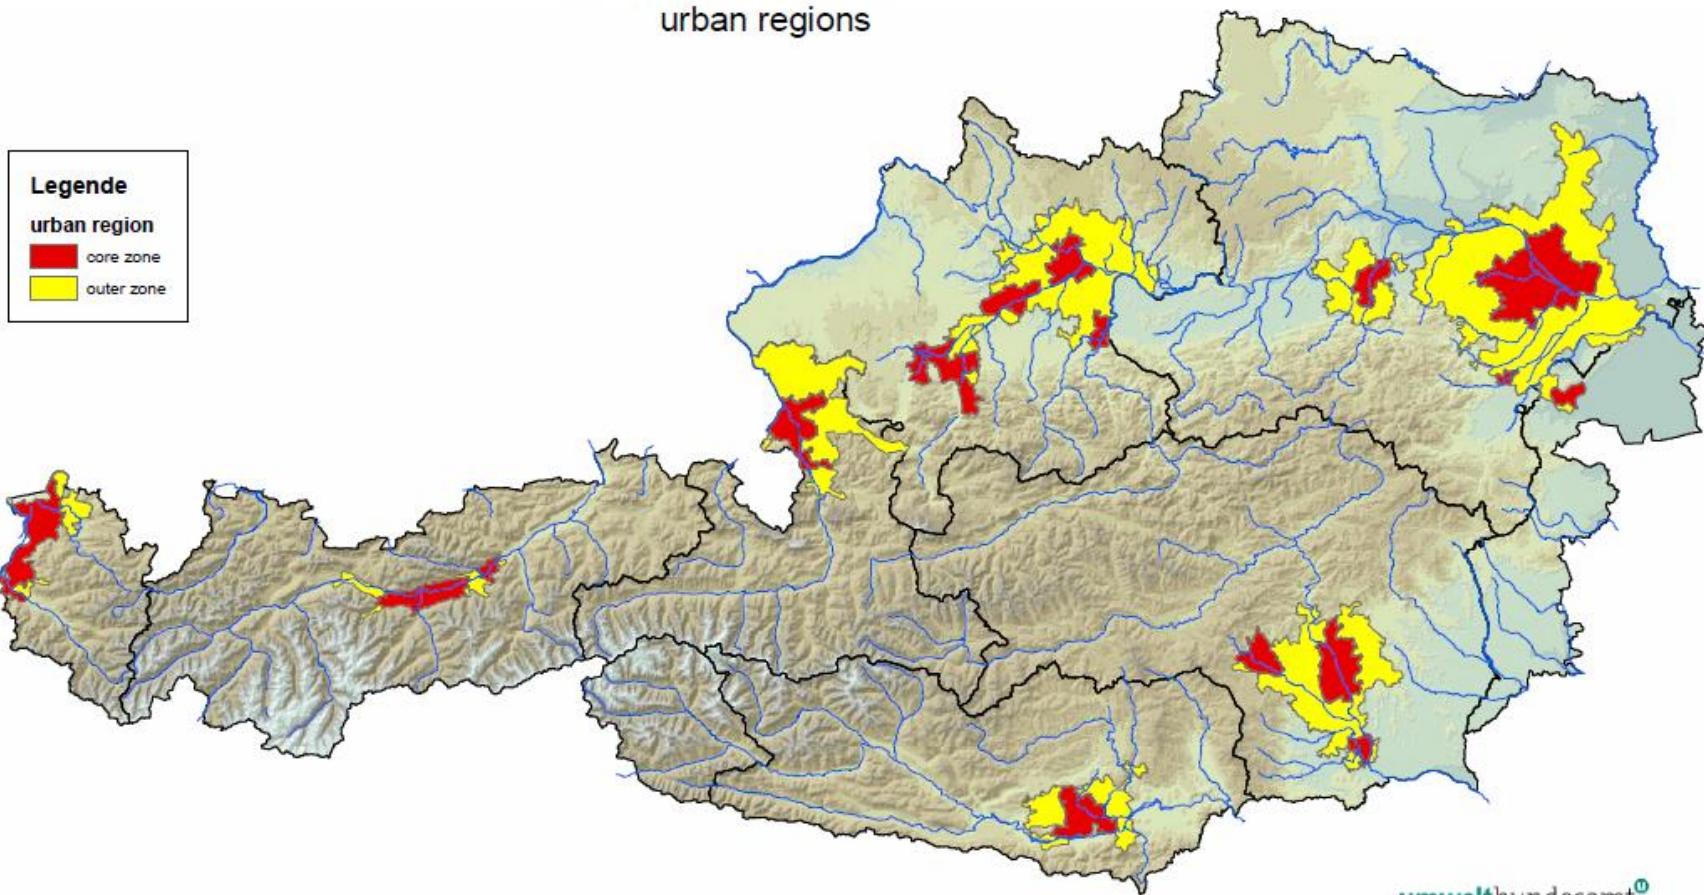 urban regions
Legende
urban region
core zone
outer zone